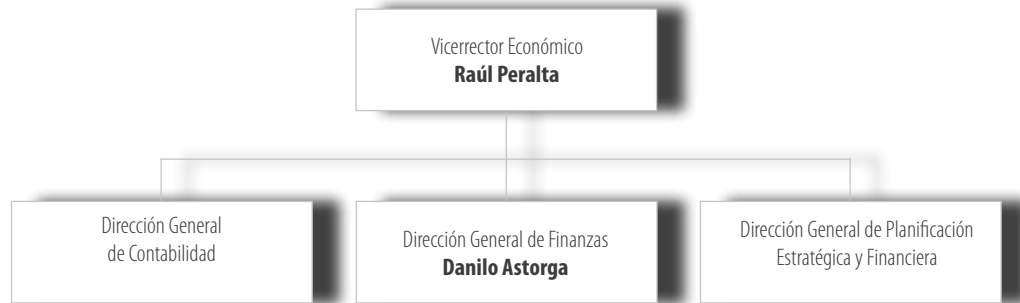 Vicerrector Económico
Raúl Peralta
Dirección General
de Contabilidad
Dirección General de Finanzas
Danilo Astorga
Dirección General de Planificación
Estratégica y Financiera